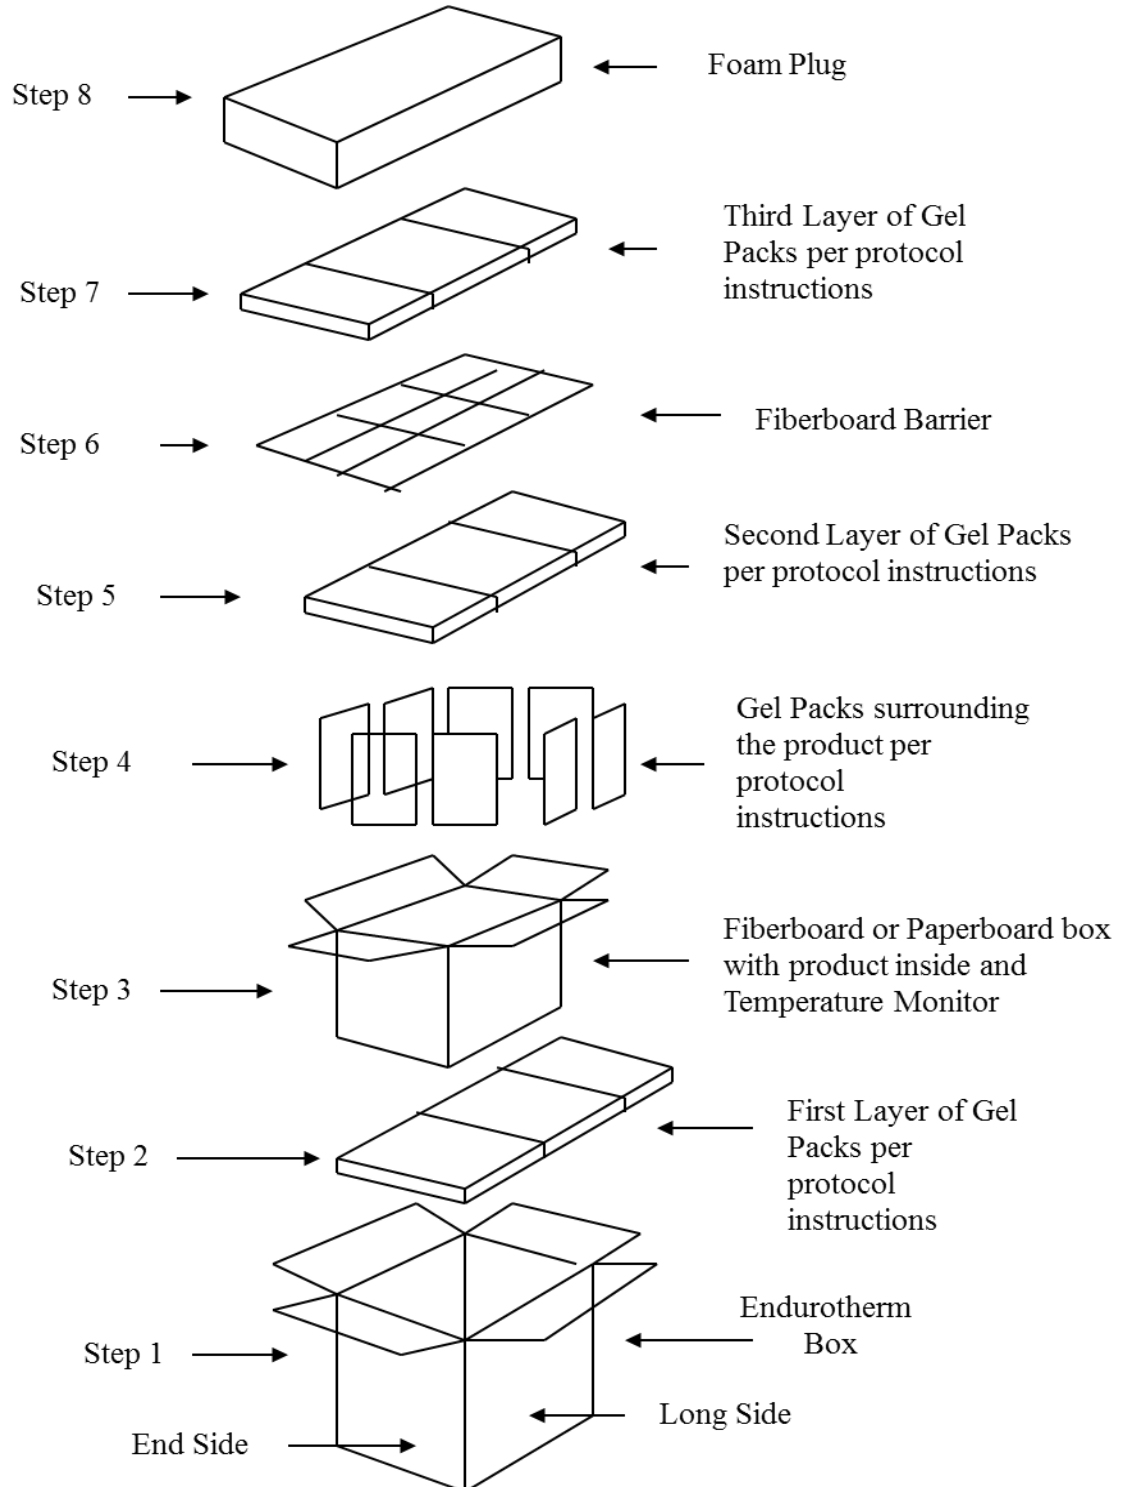 Step 8
Foam Plug
Step 7
Third Layer of Gel
Packs per protocol
instructions
Step 6
Fiberboard Barrier
Step 5
Second Layer of Gel Packs
per protocol instructions
Step 4
Gel Packs surrounding
the product per
protocol
instructions
Step 3
Fiberboard or Paperboard box
with product inside and
Temperature Monitor
Step 2
First Layer of Gel
Packs per
protocol
instructions
Step 1
Endurotherm
Box
Long Side
End Side